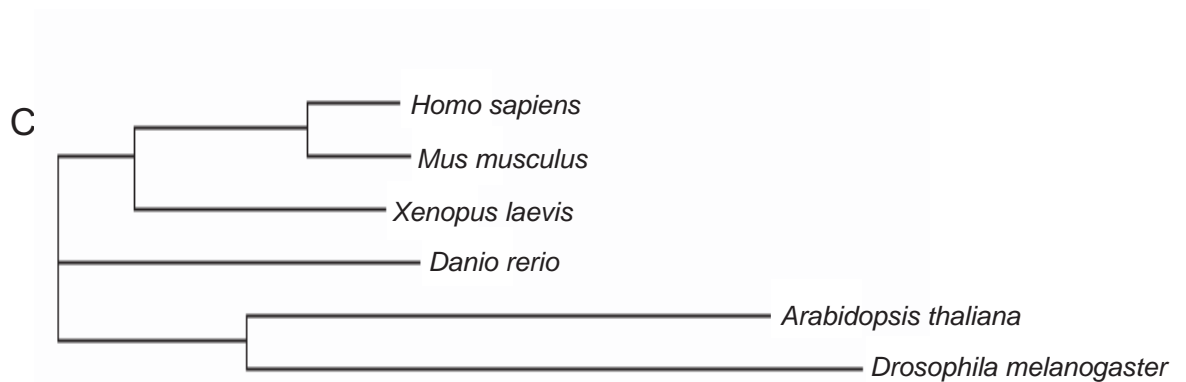 C
Homo sapiens
Mus musculus
Xenopus laevis
Danio rerio
Arabidopsis thaliana
Drosophila melanogaster